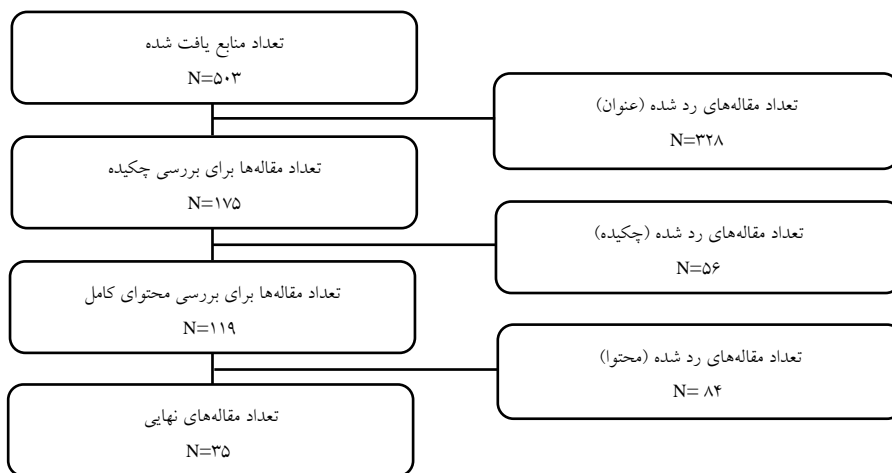 تعداد منابع یافت شده
N=۵۰۳
تعداد مقاله‌های رد شده (عنوان)
N=۳۲۸
تعداد مقاله‌ها برای بررسی چکیده
N=۱۷۵
تعداد مقاله‌های رد شده (چکیده)
N=۵۶
تعداد مقاله‌ها برای بررسی محتوای کامل
N=۱۱۹
تعداد مقاله‌های رد شده (محتوا)
N= ۸۴
تعداد مقاله‌های نهایی
N=۳۵